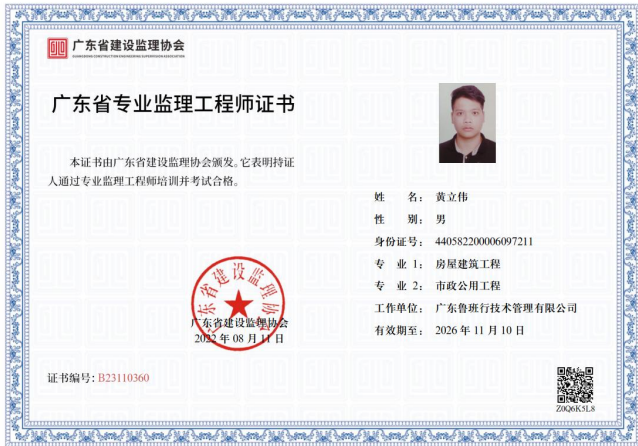 广东省建设监理协会
GUANGDONG CONSTRUCTION ENGINEERING SUPERVISION ASSOCIATION
广东省专业监理工程师证书
本证书由广东省建设监理协会颁发。它表明持证
人通过专业监理工程师培训并考试合格。
姓 名: 黄立伟
性 别: 男
身份证号: 440582200006097211
专 业 1: 房屋建筑工程
专 业 2: 市政公用工程
工作单位: 广东鲁班行技术管理有限公司
有效期至: 2026 年 11 月 10 日
广东省建设监理协会
广东省建设监理协会
2022 年 08 月 11 日
证书编号: B23110360
Z0Q6K5L8